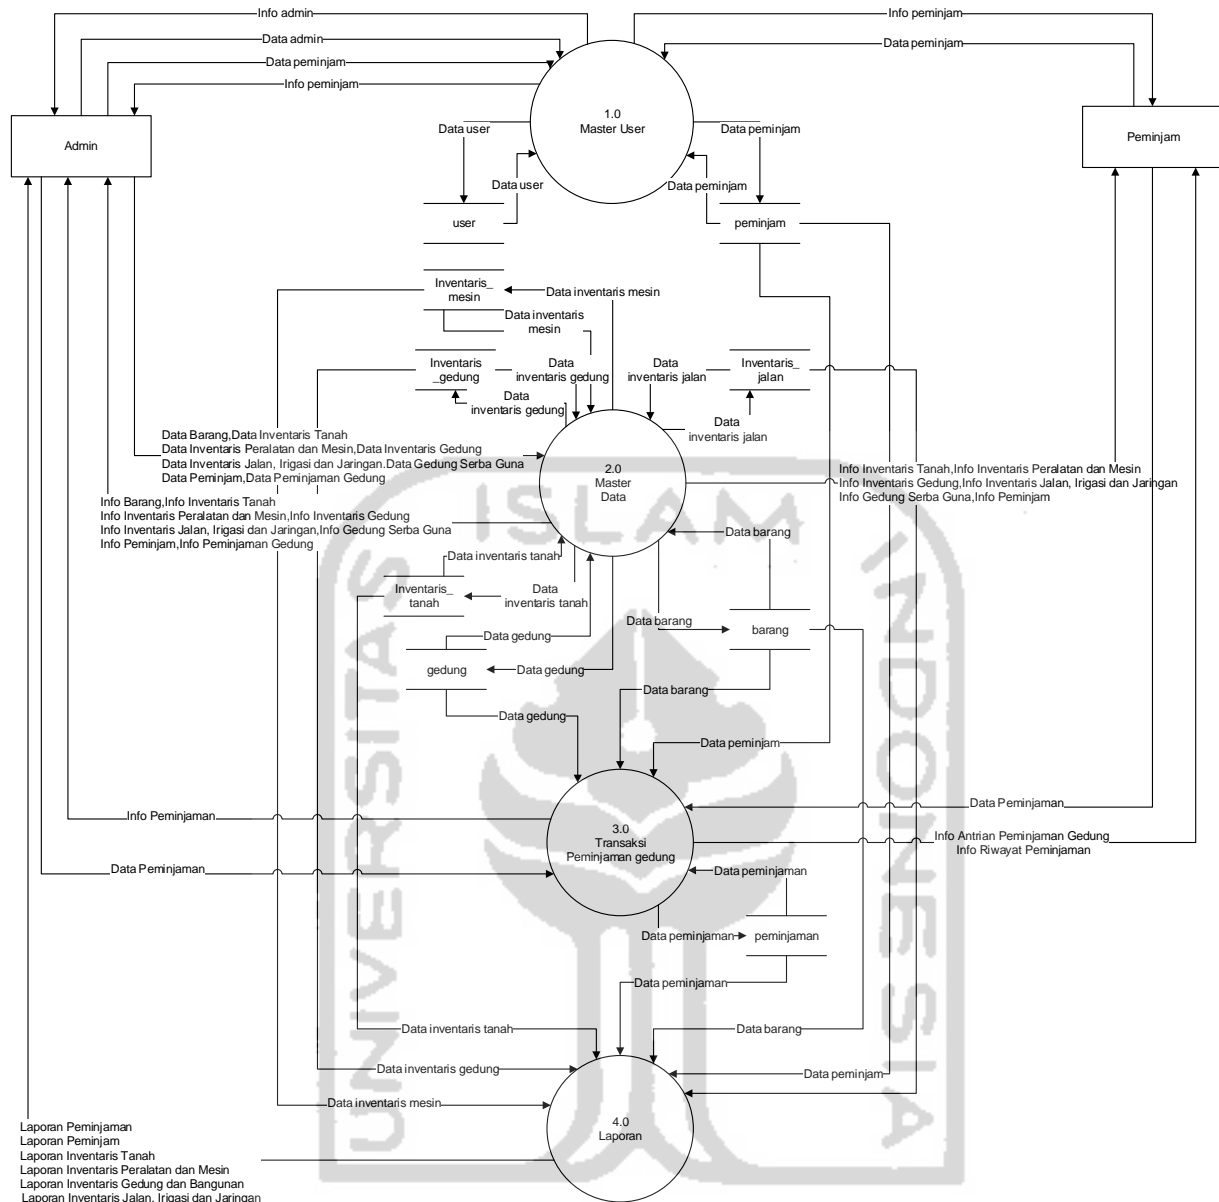 Info admin
Data admin
Data peminjam
Info peminjam
Info peminjam
Data peminjam
Admin
1.0
Master User
Peminjam
Data user
Data user
Data peminjam
Data peminjam
user
peminjam
Inventaris_
mesin
Data inventaris mesin
Data inventaris
mesin
Inventaris
_gedung
Data
inventaris gedung
Data
inventaris gedung
Data
inventaris jalan
Inventaris_
jalan
Data
inventaris jalan
Data Barang,Data Inventaris Tanah
Data Inventaris Peralatan dan Mesin,Data Inventaris Gedung
Data Inventaris Jalan, Irigasi dan Jaringan.Data Gedung Serba Guna
Data Peminjam,Data Peminjaman Gedung
2.0
Master
Data
Info Inventaris Tanah,Info Inventaris Peralatan dan Mesin
Info Inventaris Gedung,Info Inventaris Jalan, Irigasi dan Jaringan
Info Gedung Serba Guna,Info Peminjam
Info Barang,Info Inventaris Tanah
Info Inventaris Peralatan dan Mesin,Info Inventaris Gedung
Info Inventaris Jalan, Irigasi dan Jaringan,Info Gedung Serba Guna
Info Peminjam,Info Peminjaman Gedung
Data inventaris tanah
Inventaris_
tanah
Data
inventaris tanah
Data barang
Data barang
barang
Data gedung
gedung
Data gedung
Data barang
Data gedung
Data peminjam
Info Peminjaman
3.0
Transaksi
Peminjaman gedung
Data Peminjaman
Info Antrian Peminjaman Gedung
Info Riwayat Peminjaman
Data Peminjaman
Data peminjaman
Data peminjaman
peminjaman
Data peminjaman
Data inventaris tanah
Data barang
Data inventaris gedung
Data peminjam
Data inventaris mesin
4.0
Laporan
Laporan Peminjaman
Laporan Peminjam
Laporan Inventaris Tanah
Laporan Inventaris Peralatan dan Mesin
Laporan Inventaris Gedung dan Bangunan
Laporan Inventaris Jalan, Irigasi dan Jaringan
UNIVERSITAS
ISLAM
INDONESIA